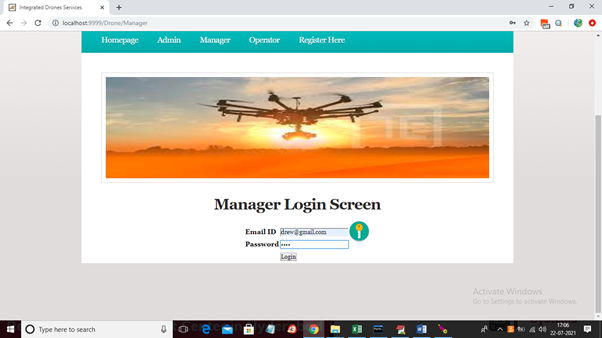 Integrated Drones Services
localhost:9999/Drone/Manager
Homepage Admin Manager Operator Register Here
Manager Login Screen
Email ID drew@gmail.com
Password ••••
Login
Activate Windows
Go to Settings to activate Windows.
Type here to search
17:06
22-07-2021